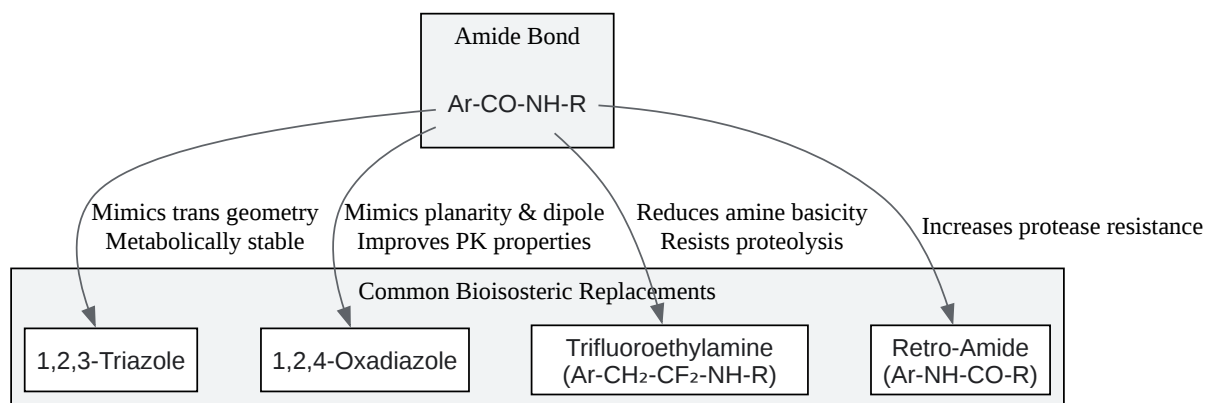 Amide Bond
Ar-CO-NH-R
Mimics trans geometry
Metabolically stable
Mimics planarity & dipole
Improves PK properties
Reduces amine basicity
Resists proteolysis
Increases protease resistance
Common Bioisosteric Replacements
1,2,3-Triazole
1,2,4-Oxadiazole
Trifluoroethylamine
(Ar-CH₂-CF₂-NH-R)
Retro-Amide
(Ar-NH-CO-R)